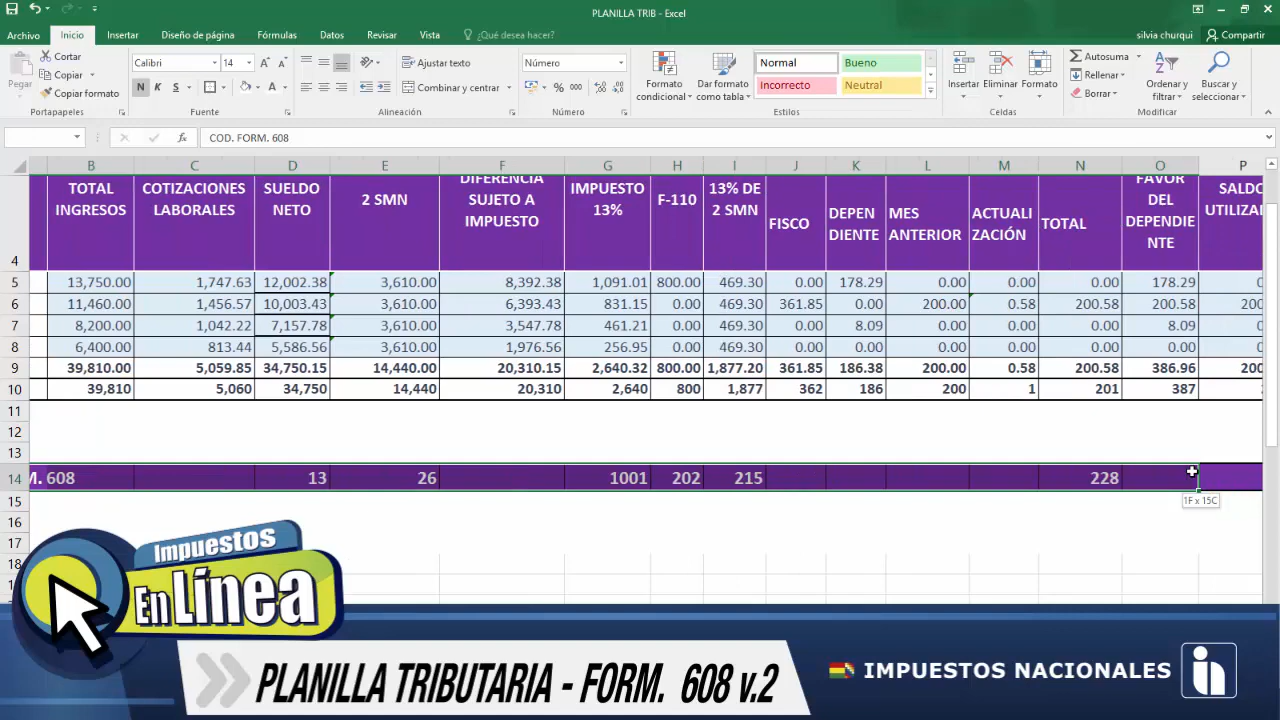 PLANILLA TRIB - Excel
Archivo Inicio Insertar Diseño de página Fórmulas Datos Revisar Vista ¿Qué desea hacer? silvia churqui Compartir
Pegar
Cortar
Copiar
Copiar formato
Portapapeles
Calibri 14
N K S
Fuente
Ajustar texto
Combinar y centrar
Alineación
Número
% 000
Número
Formato condicional
Dar formato como tabla
Normal Bueno
Incorrecto Neutral
Estilos
Insertar Eliminar Formato
Celdas
Autosuma
Rellenar
Borrar
Ordenar y filtrar
Buscar y seleccionar
Modificar
fx COD. FORM. 608
B C D E F G H I J K L M N O P
4 TOTAL INGRESOS COTIZACIONES LABORALES SUELDO NETO 2 SMN DIFERENCIA SUJETO A IMPUESTO IMPUESTO 13% F-110 13% DE 2 SMN FISCO DEPEN DIENTE MES ANTERIOR ACTUALI ZACIÓN TOTAL FAVOR DEL DEPENDIE NTE SALDO UTILIZA
5 13,750.00 1,747.63 12,002.38 3,610.00 8,392.38 1,091.01 800.00 469.30 0.00 178.29 0.00 0.00 0.00 178.29
6 11,460.00 1,456.57 10,003.43 3,610.00 6,393.43 831.15 0.00 469.30 361.85 0.00 200.00 0.58 200.58 200.58 200
7 8,200.00 1,042.22 7,157.78 3,610.00 3,547.78 461.21 0.00 469.30 0.00 8.09 0.00 0.00 0.00 8.09
8 6,400.00 813.44 5,586.56 3,610.00 1,976.56 256.95 0.00 469.30 0.00 0.00 0.00 0.00 0.00 0.00
9 39,810.00 5,059.85 34,750.15 14,440.00 20,310.15 2,640.32 800.00 1,877.20 361.85 186.38 200.00 0.58 200.58 386.96 200
10 39,810 5,060 34,750 14,440 20,310 2,640 800 1,877 362 186 200 1 201 387
11
12
13
14 M. 608 13 26 1001 202 215 228
1F x 15C
15
16
17
18
Impuestos
En Línea
PLANILLA TRIBUTARIA - FORM. 608 v.2
IMPUESTOS NACIONALES